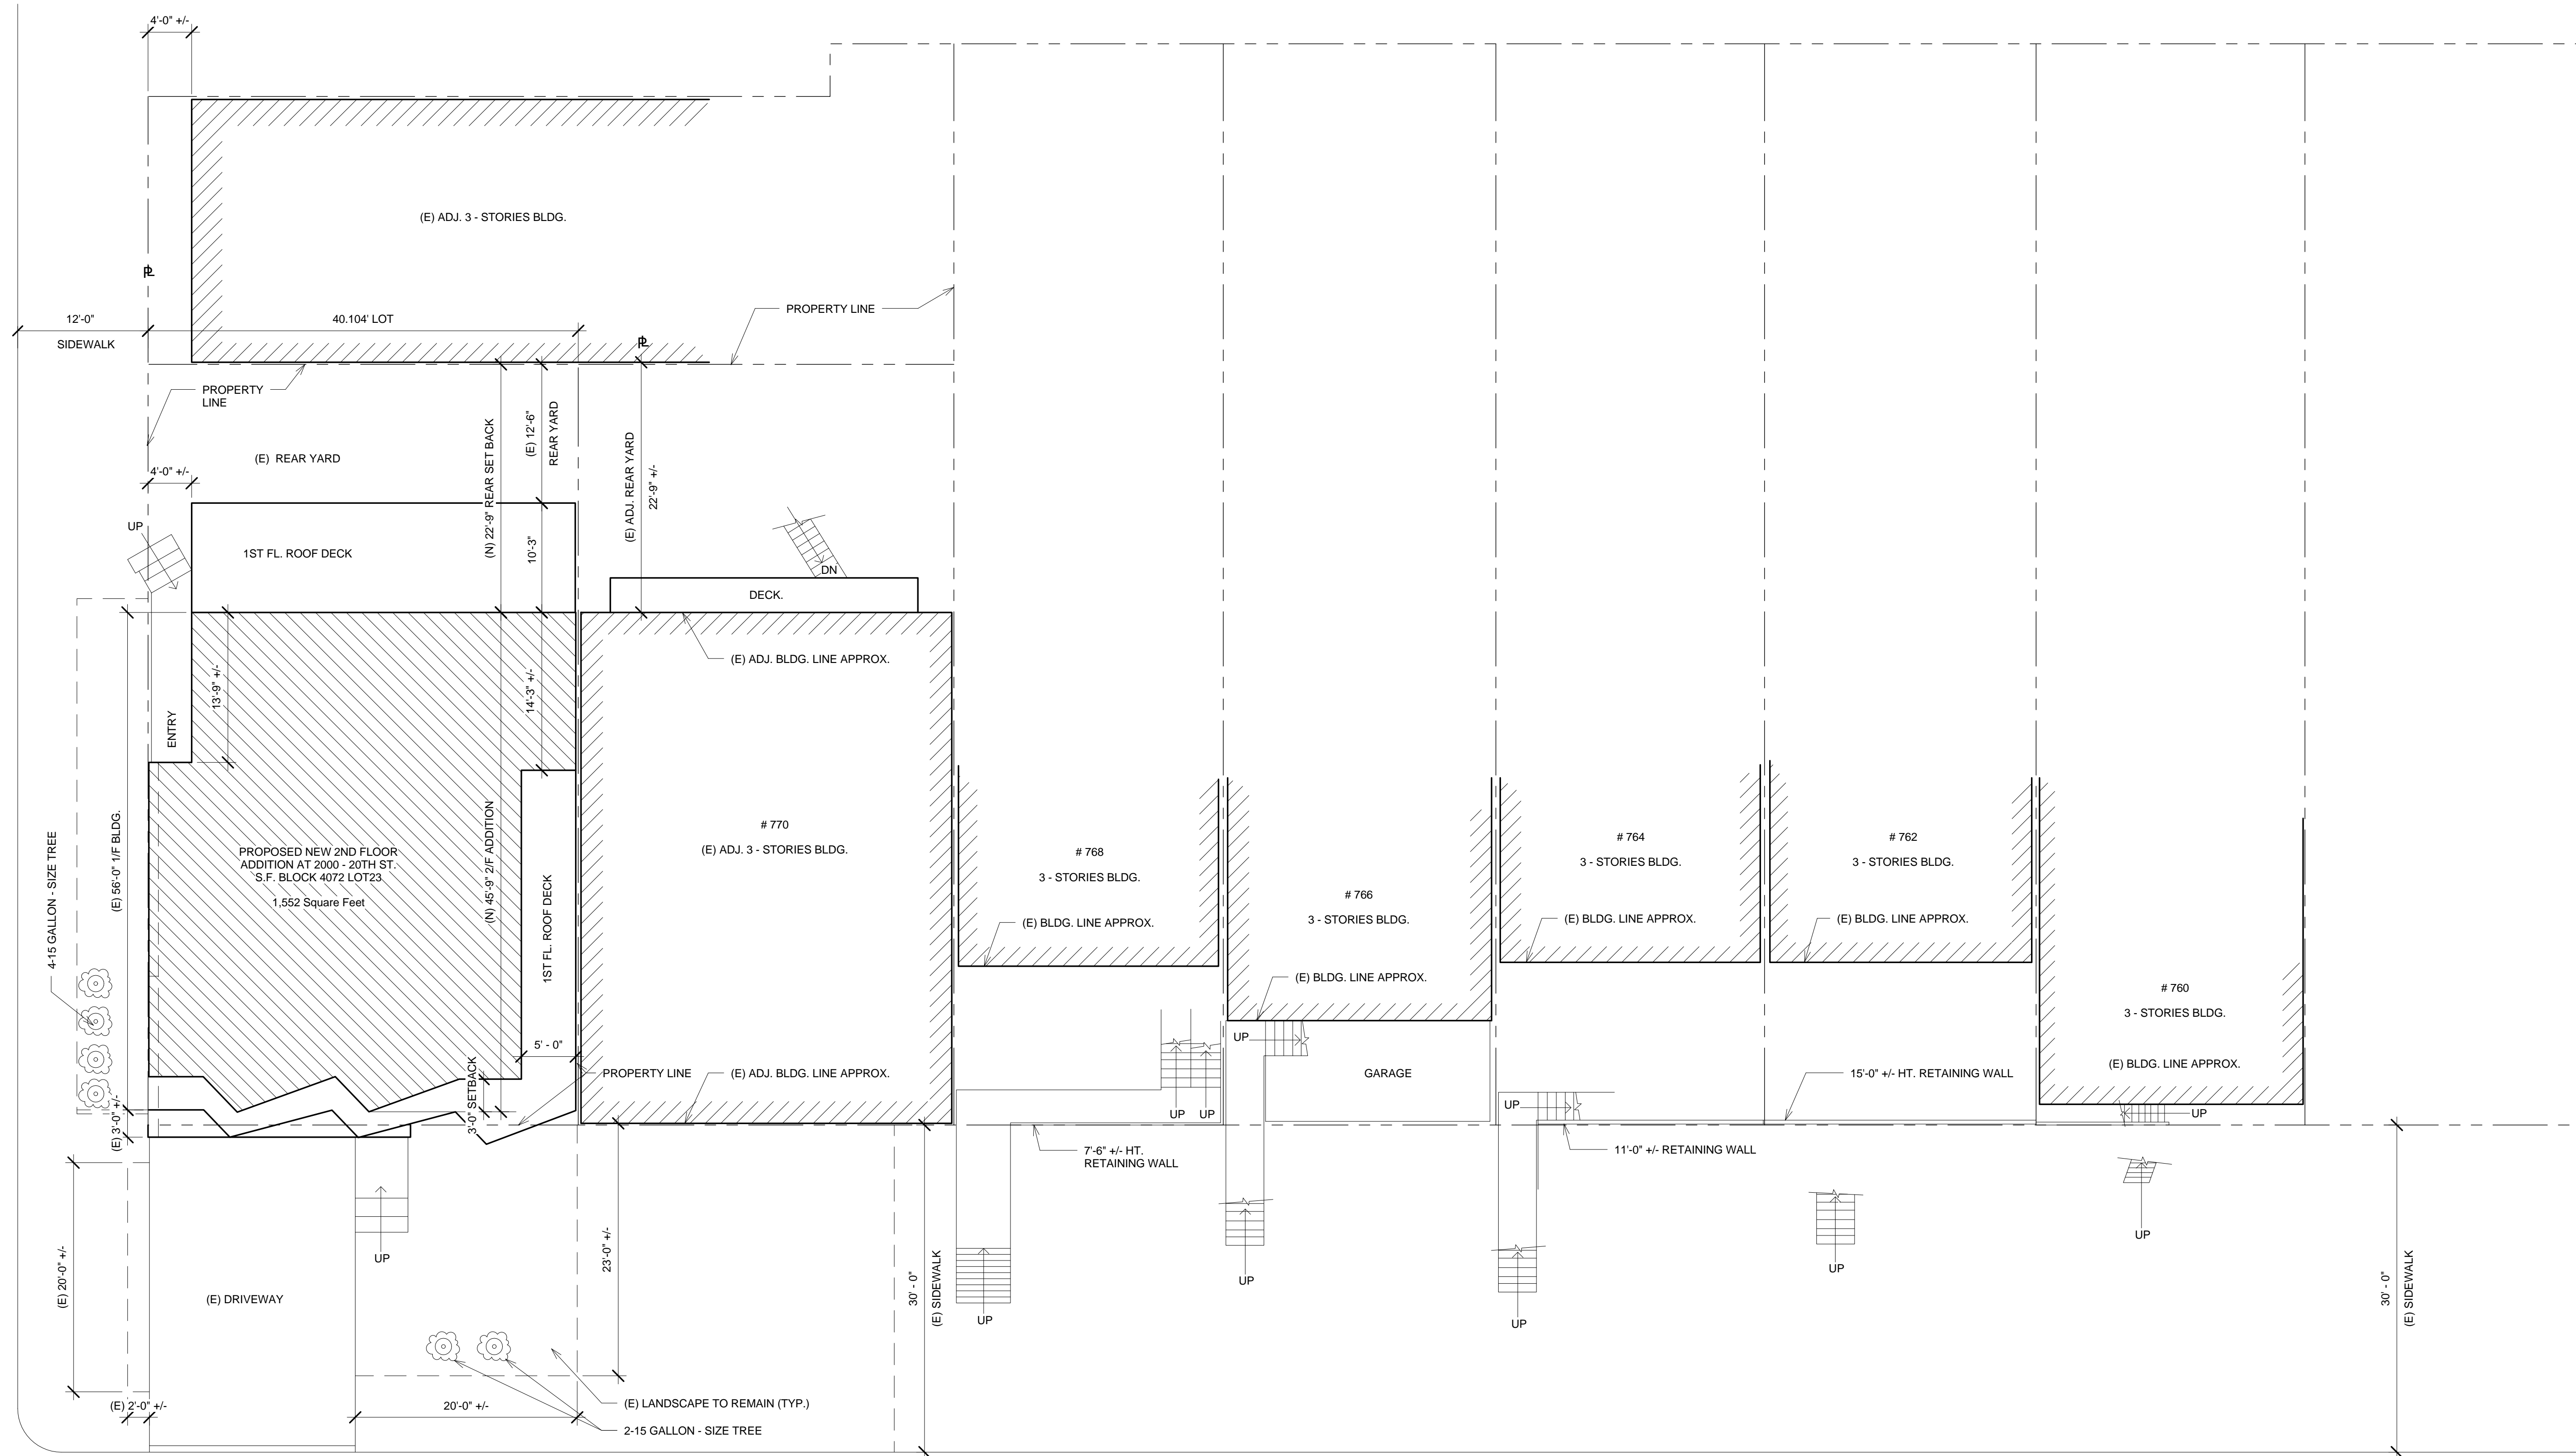 4'-0" +/-
(E) ADJ. 3 - STORIES BLDG.
PL
12'-0"
SIDEWALK
40.104' LOT
PL
PROPERTY LINE
PROPERTY
LINE
(E) REAR YARD
4'-0" +/-
(N) 22'-9" REAR SET BACK
(E) 12'-6"
REAR YARD
(E) ADJ. REAR YARD
22'-9" +/-
UP
1ST FL. ROOF DECK
10'-3"
DN
DECK.
(E) ADJ. BLDG. LINE APPROX.
13'-9" +/-
14'-3" +/-
ENTRY
4-15 GALLON - SIZE TREE
(E) 56'-0" 1/F BLDG.
PROPOSED NEW 2ND FLOOR
ADDITION AT 2000 - 20TH ST.
S.F. BLOCK 4072 LOT23
1,552 Square Feet
(N) 45'-9" 2/F ADDITION
1ST FL. ROOF DECK
# 770
(E) ADJ. 3 - STORIES BLDG.
# 768
3 - STORIES BLDG.
(E) BLDG. LINE APPROX.
# 766
3 - STORIES BLDG.
(E) BLDG. LINE APPROX.
# 764
3 - STORIES BLDG.
(E) BLDG. LINE APPROX.
# 762
3 - STORIES BLDG.
(E) BLDG. LINE APPROX.
# 760
3 - STORIES BLDG.
(E) BLDG. LINE APPROX.
5' - 0"
3'-0" SETBACK
PROPERTY LINE
(E) ADJ. BLDG. LINE APPROX.
UP
GARAGE
15'-0" +/- HT. RETAINING WALL
UP
UP
UP
UP
(E) 3'-0" +/-
7'-6" +/- HT.
RETAINING WALL
11'-0" +/- RETAINING WALL
(E) 20'-0" +/-
UP
23'-0" +/-
30' - 0"
(E) SIDEWALK
UP
UP
UP
UP
UP
30' - 0"
(E) SIDEWALK
(E) DRIVEWAY
(E) 2'-0" +/-
20'-0" +/-
(E) LANDSCAPE TO REMAIN (TYP.)
2-15 GALLON - SIZE TREE